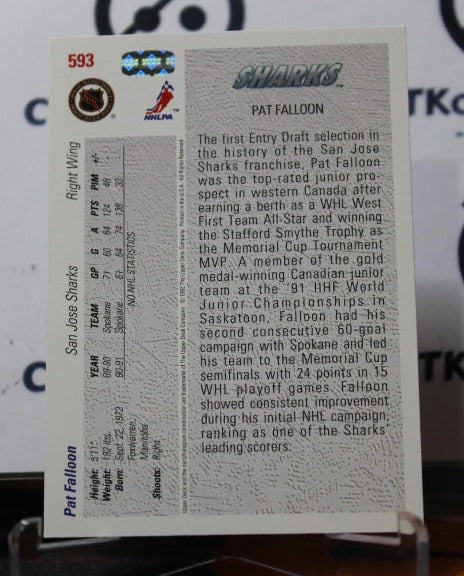 593
NHLPA
SHARKS
PAT FALLOON
The first Entry Draft selection in
the history of the San Jose
Sharks franchise, Pat Falloon
was the top-rated junior pro-
spect in western Canada after
earning a berth as a WHL West
First Team All-Star and winning
the Stafford Smythe Trophy as
the Memorial Cup Tournament
MVP. A member of the gold
medal-winning Canadian junior
team at the '91 IIHF World
Junior Championships in
Saskatoon, Falloon had his
second consecutive 60-goal
campaign with Spokane and led
his team to the Memorial Cup
semifinals with 24 points in 15
WHL playoff games. Falloon
showed consistent improvement
during his initial NHL campaign,
ranking as one of the Sharks'
leading scorers.
Pat Falloon San Jose Sharks Right Wing
Height: 5'11"
Weight: 192 lbs.
Born: Sept. 22, 1972
Foxwarren,
Manitoba
Shoots: Right
YEAR TEAM GP G A PTS PIM +/-
89-90 Spokane 71 60 64 124 48
90-91 Spokane 61 64 74 138 33
NO NHL STATISTICS
TKo
TK